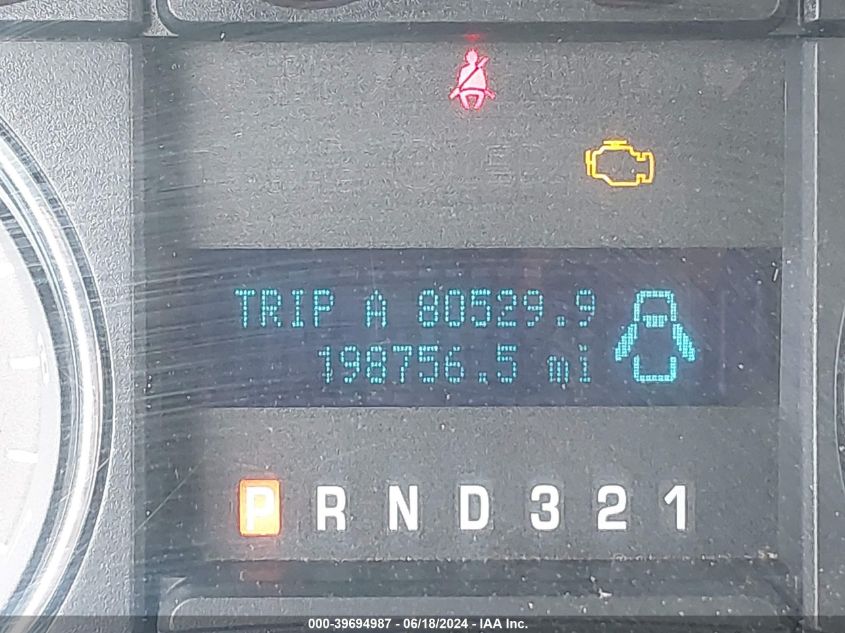 TRIP A 80529.9
198756.5 mi
P R N D 3 2 1
000-39694987 - 06/18/2024 - IAA Inc.